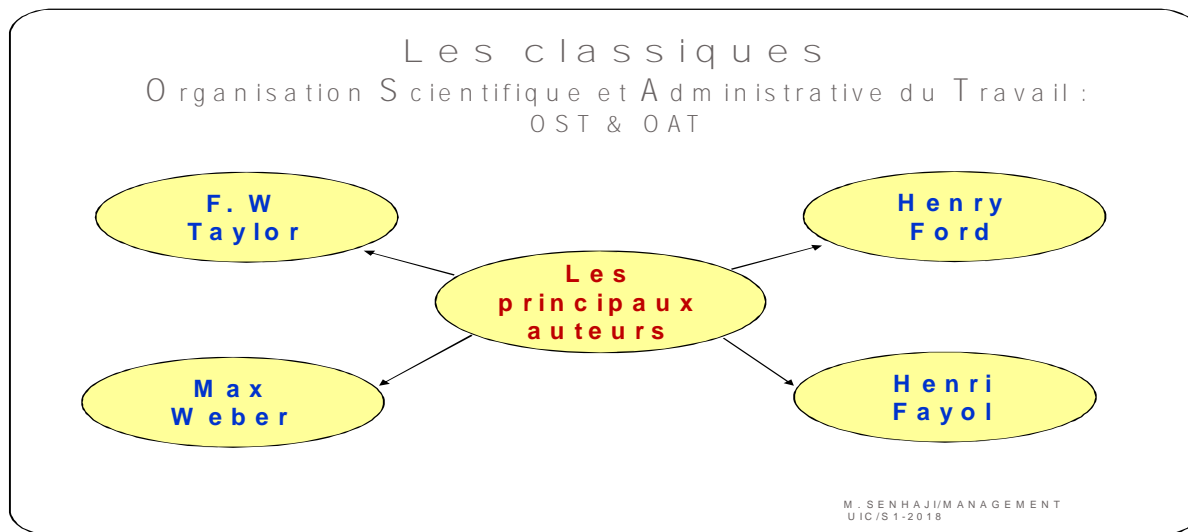 Les classiques
Organisation Scientifique et Administrative du Travail :
OST & OAT
F. W
Taylor
Henry
Ford
Les
principaux
auteurs
Max
Weber
Henri
Fayol
M. SENHAJI/MANAGEMENT
UIC/S1-2018